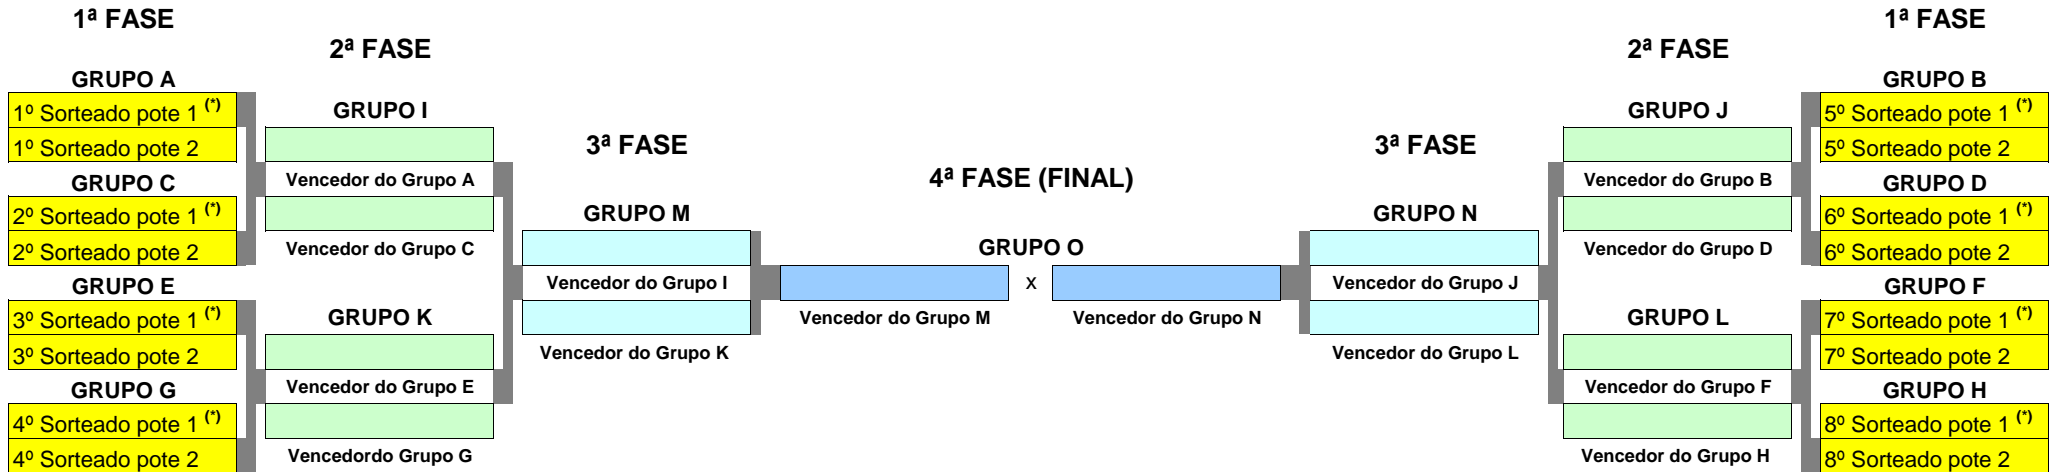 1ª FASE
2ª FASE
GRUPO A
1º Sorteado pote 1 (*)
1º Sorteado pote 2
GRUPO C
2º Sorteado pote 1 (*)
2º Sorteado pote 2
GRUPO E
3º Sorteado pote 1 (*)
3º Sorteado pote 2
GRUPO G
4º Sorteado pote 1 (*)
4º Sorteado pote 2
GRUPO I
Vencedor do Grupo A
Vencedor do Grupo C
GRUPO K
Vencedor do Grupo E
Vencedordo Grupo G
3ª FASE
GRUPO M
Vencedor do Grupo I
Vencedor do Grupo K
4ª FASE (FINAL)
GRUPO O
x
Vencedor do Grupo M
Vencedor do Grupo N
3ª FASE
GRUPO N
Vencedor do Grupo J
Vencedor do Grupo L
2ª FASE
GRUPO J
Vencedor do Grupo B
Vencedor do Grupo D
GRUPO L
Vencedor do Grupo F
Vencedor do Grupo H
1ª FASE
GRUPO B
5º Sorteado pote 1 (*)
5º Sorteado pote 2
GRUPO D
6º Sorteado pote 1 (*)
6º Sorteado pote 2
GRUPO F
7º Sorteado pote 1 (*)
7º Sorteado pote 2
GRUPO H
8º Sorteado pote 1 (*)
8º Sorteado pote 2